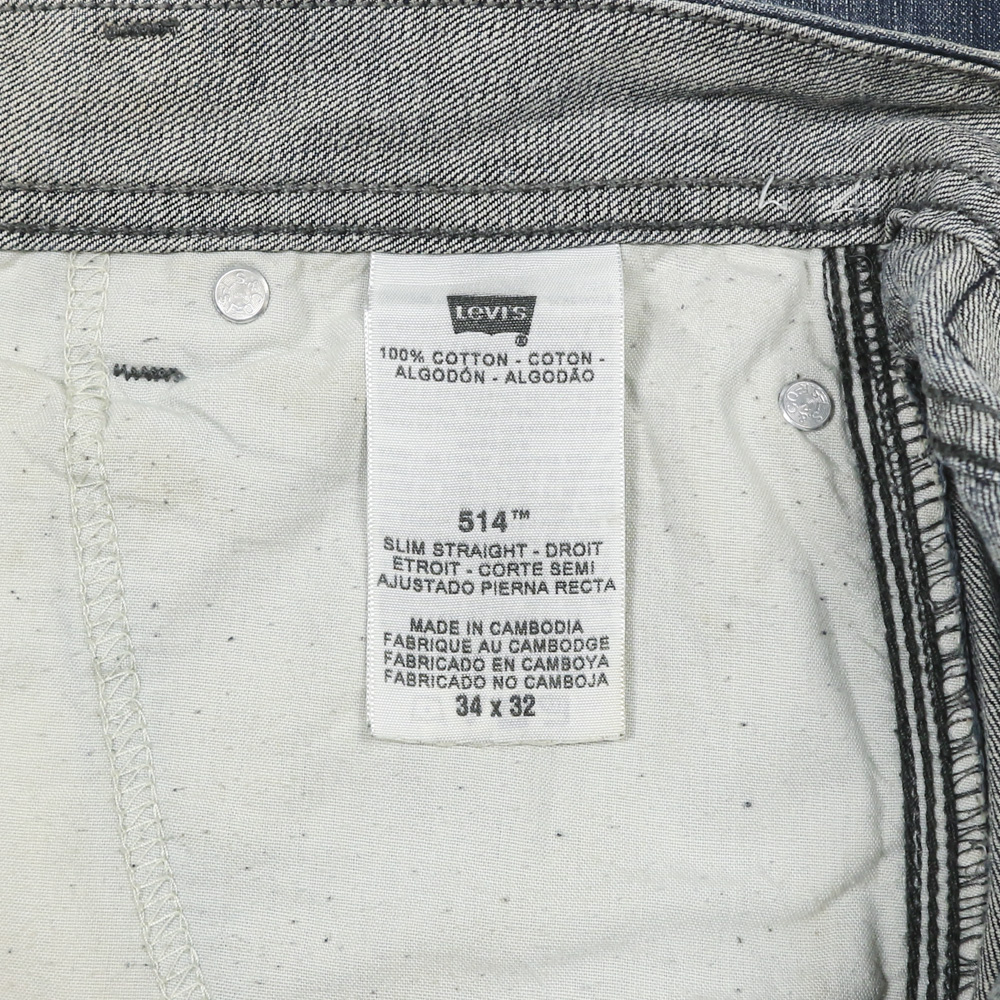 LEVI'S
®
100% COTTON - COTON -
ALGODÓN - ALGODÃO
514™
SLIM STRAIGHT - DROIT
ETROIT - CORTE SEMI
AJUSTADO PIERNA RECTA
MADE IN CAMBODIA
FABRIQUE AU CAMBODGE
FABRICADO EN CAMBOYA
FABRICADO NO CAMBOJA
34 x 32